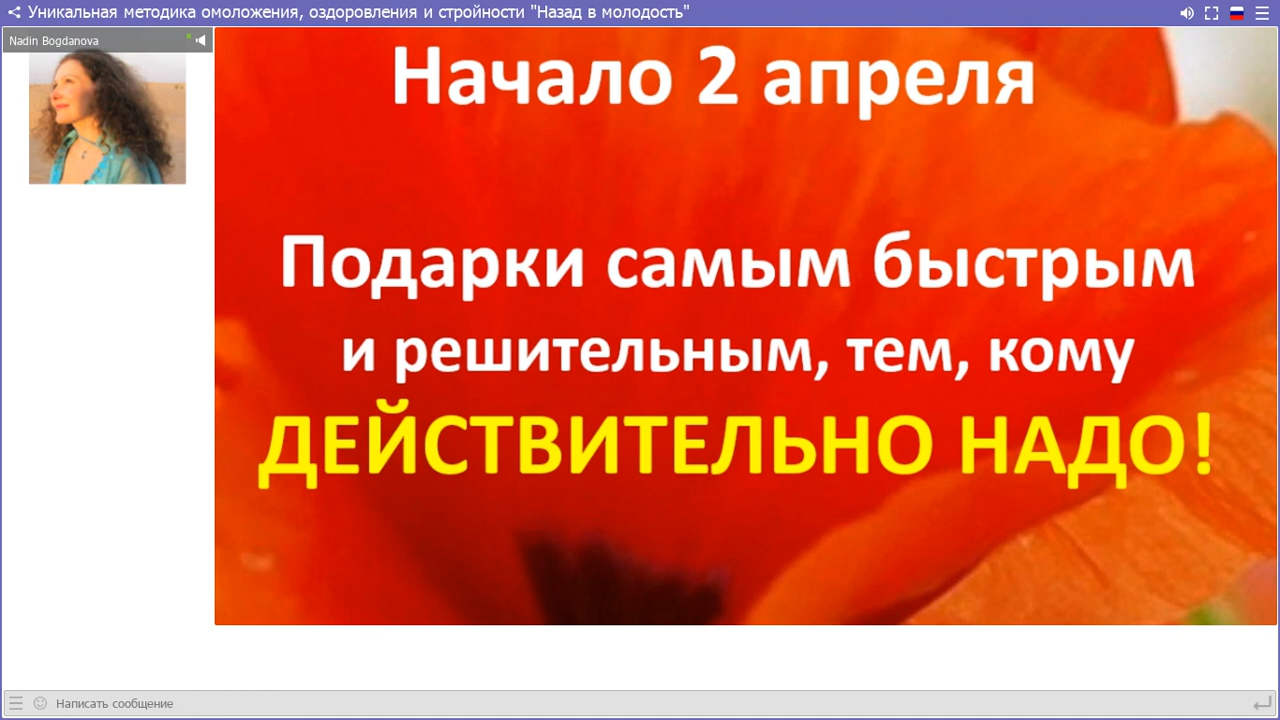 Уникальная методика омоложения, оздоровления и стройности "Назад в молодость"
Nadin Bogdanova
Начало 2 апреля
Подарки самым быстрым
и решительным, тем, кому
ДЕЙСТВИТЕЛЬНО НАДО!
Написать сообщение